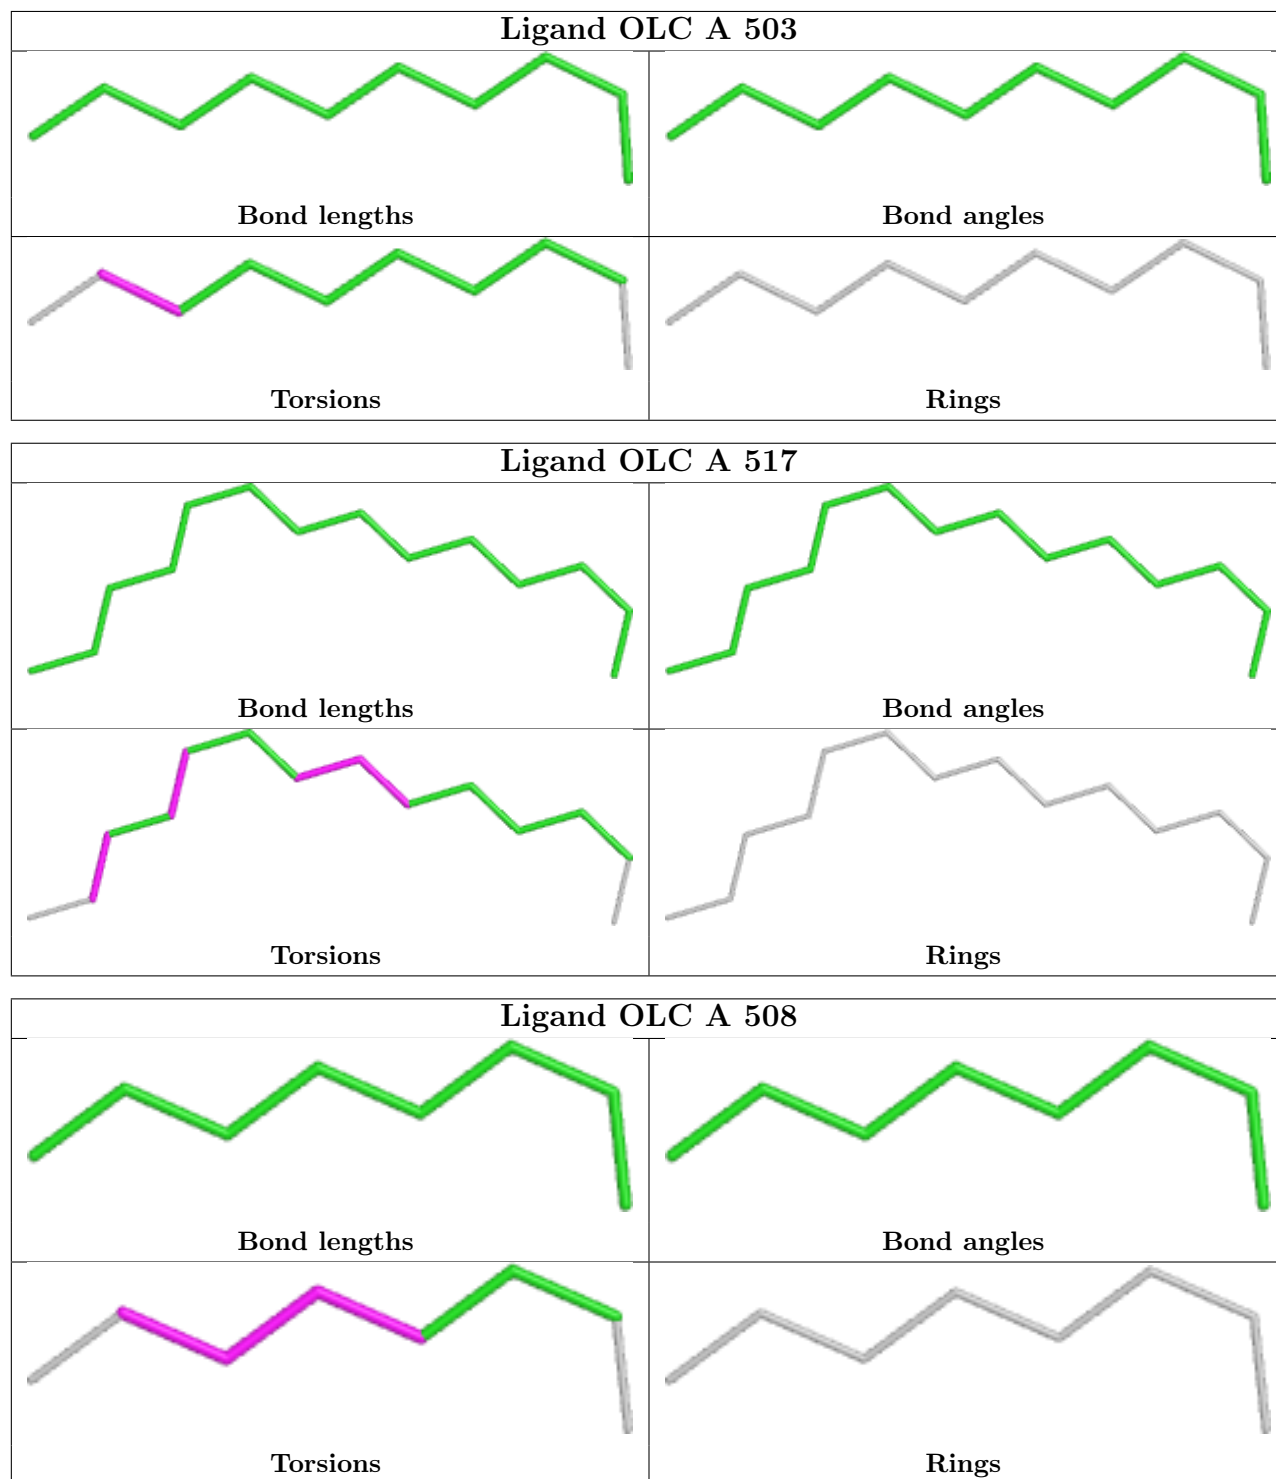 Ligand OLC A 503
Bond lengths
Bond angles
Torsions
Rings
Ligand OLC A 517
Bond lengths
Bond angles
Torsions
Rings
Ligand OLC A 508
Bond lengths
Bond angles
Torsions
Rings